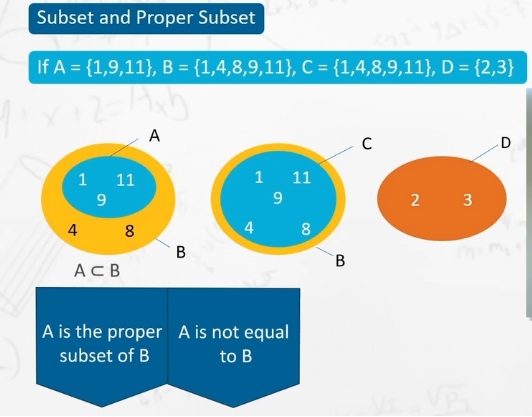 Subset and Proper Subset
If A = {1,9,11}, B = {1,4,8,9,11}, C = {1,4,8,9,11}, D = {2,3}
A
1 11
9
4 8
B
A ⊂ B
C
1 11
9
4 8
B
D
2 3
A is the proper
subset of B
A is not equal
to B